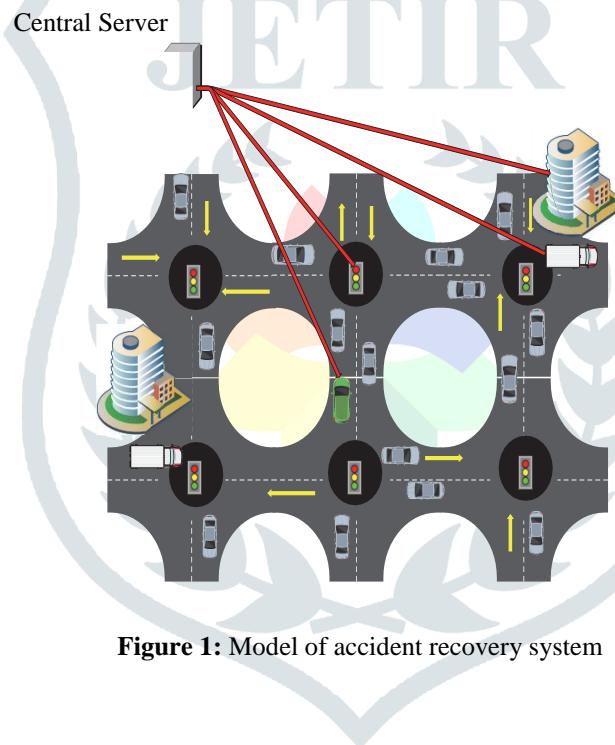 JETIR
Central Server
Figure 1: Model of accident recovery system